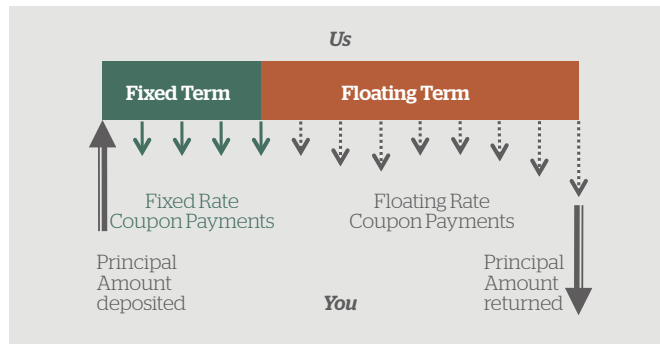 Us
Fixed Term
Floating Term
Fixed Rate
Coupon Payments
Floating Rate
Coupon Payments
Principal
Amount
deposited
You
Principal
Amount
returned